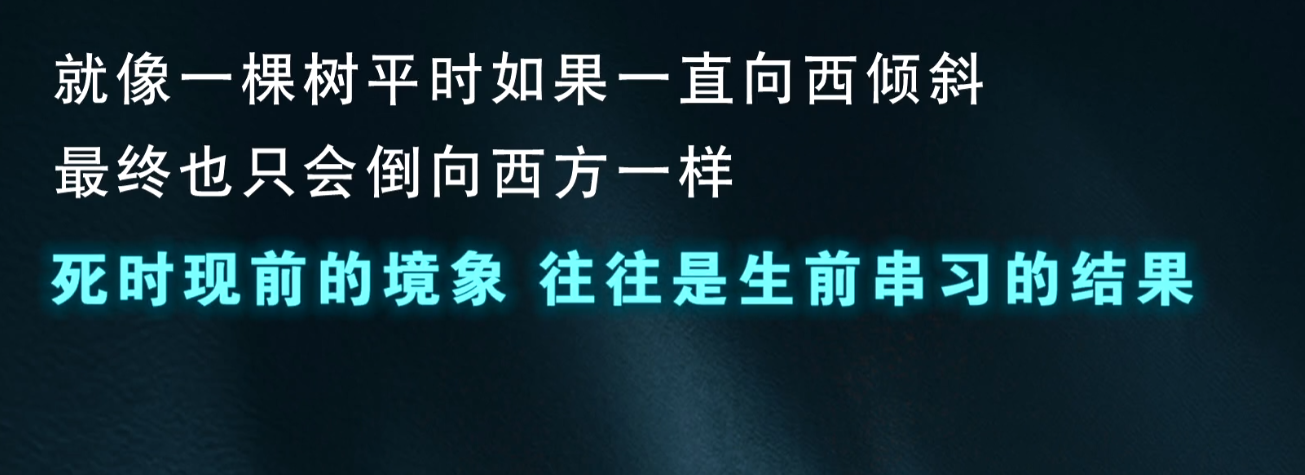 就像一棵树平时如果一直向西倾斜
最终也只会倒向西方一样
死时现前的境象 往往是生前串习的结果